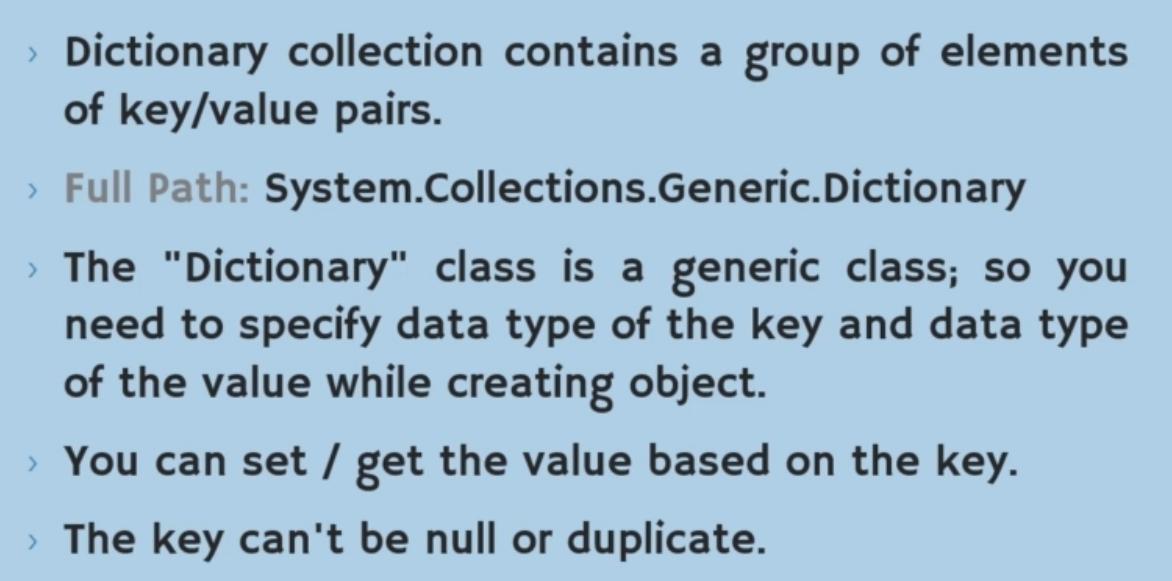 Dictionary collection contains a group of elements
of key/value pairs.
Full Path: System.Collections.Generic.Dictionary
The "Dictionary" class is a generic class; so you
need to specify data type of the key and data type
of the value while creating object.
You can set / get the value based on the key.
The key can't be null or duplicate.